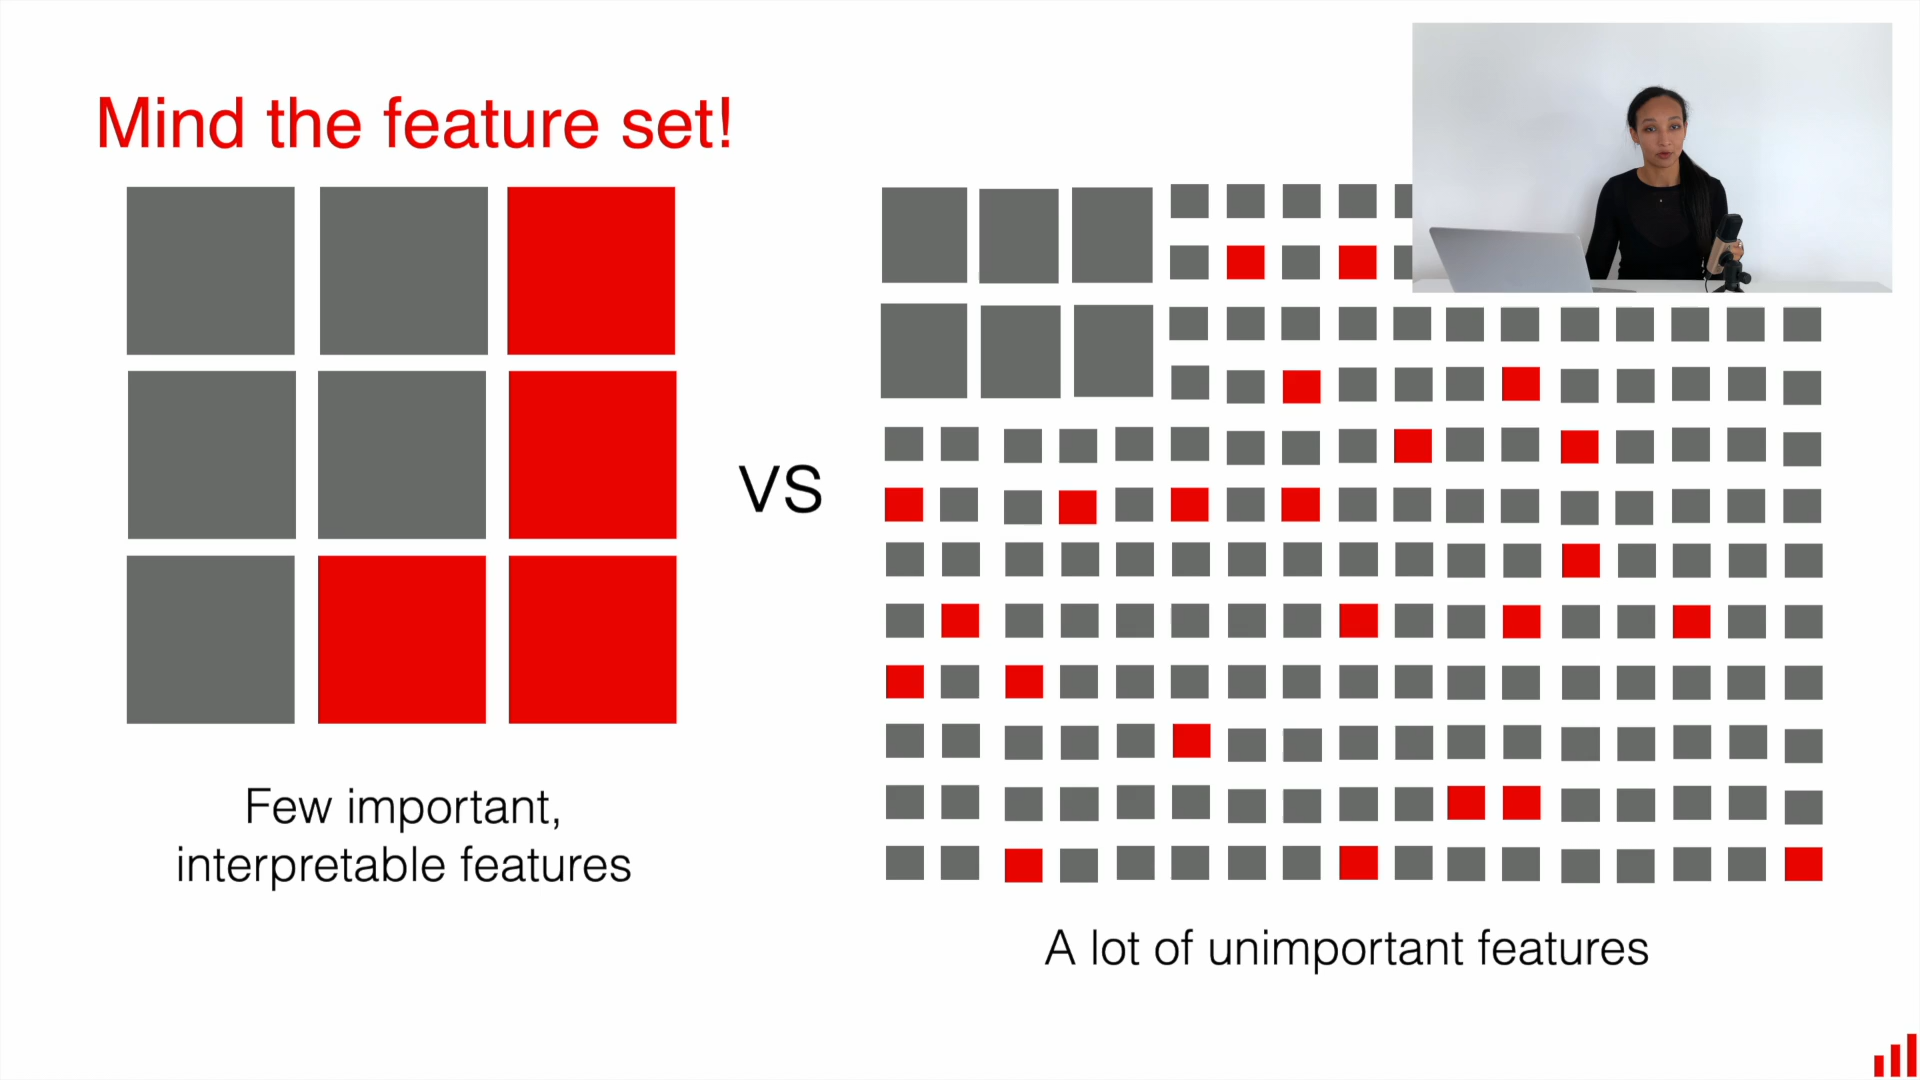 Mind the feature set!
VS
Few important,
interpretable features
A lot of unimportant features